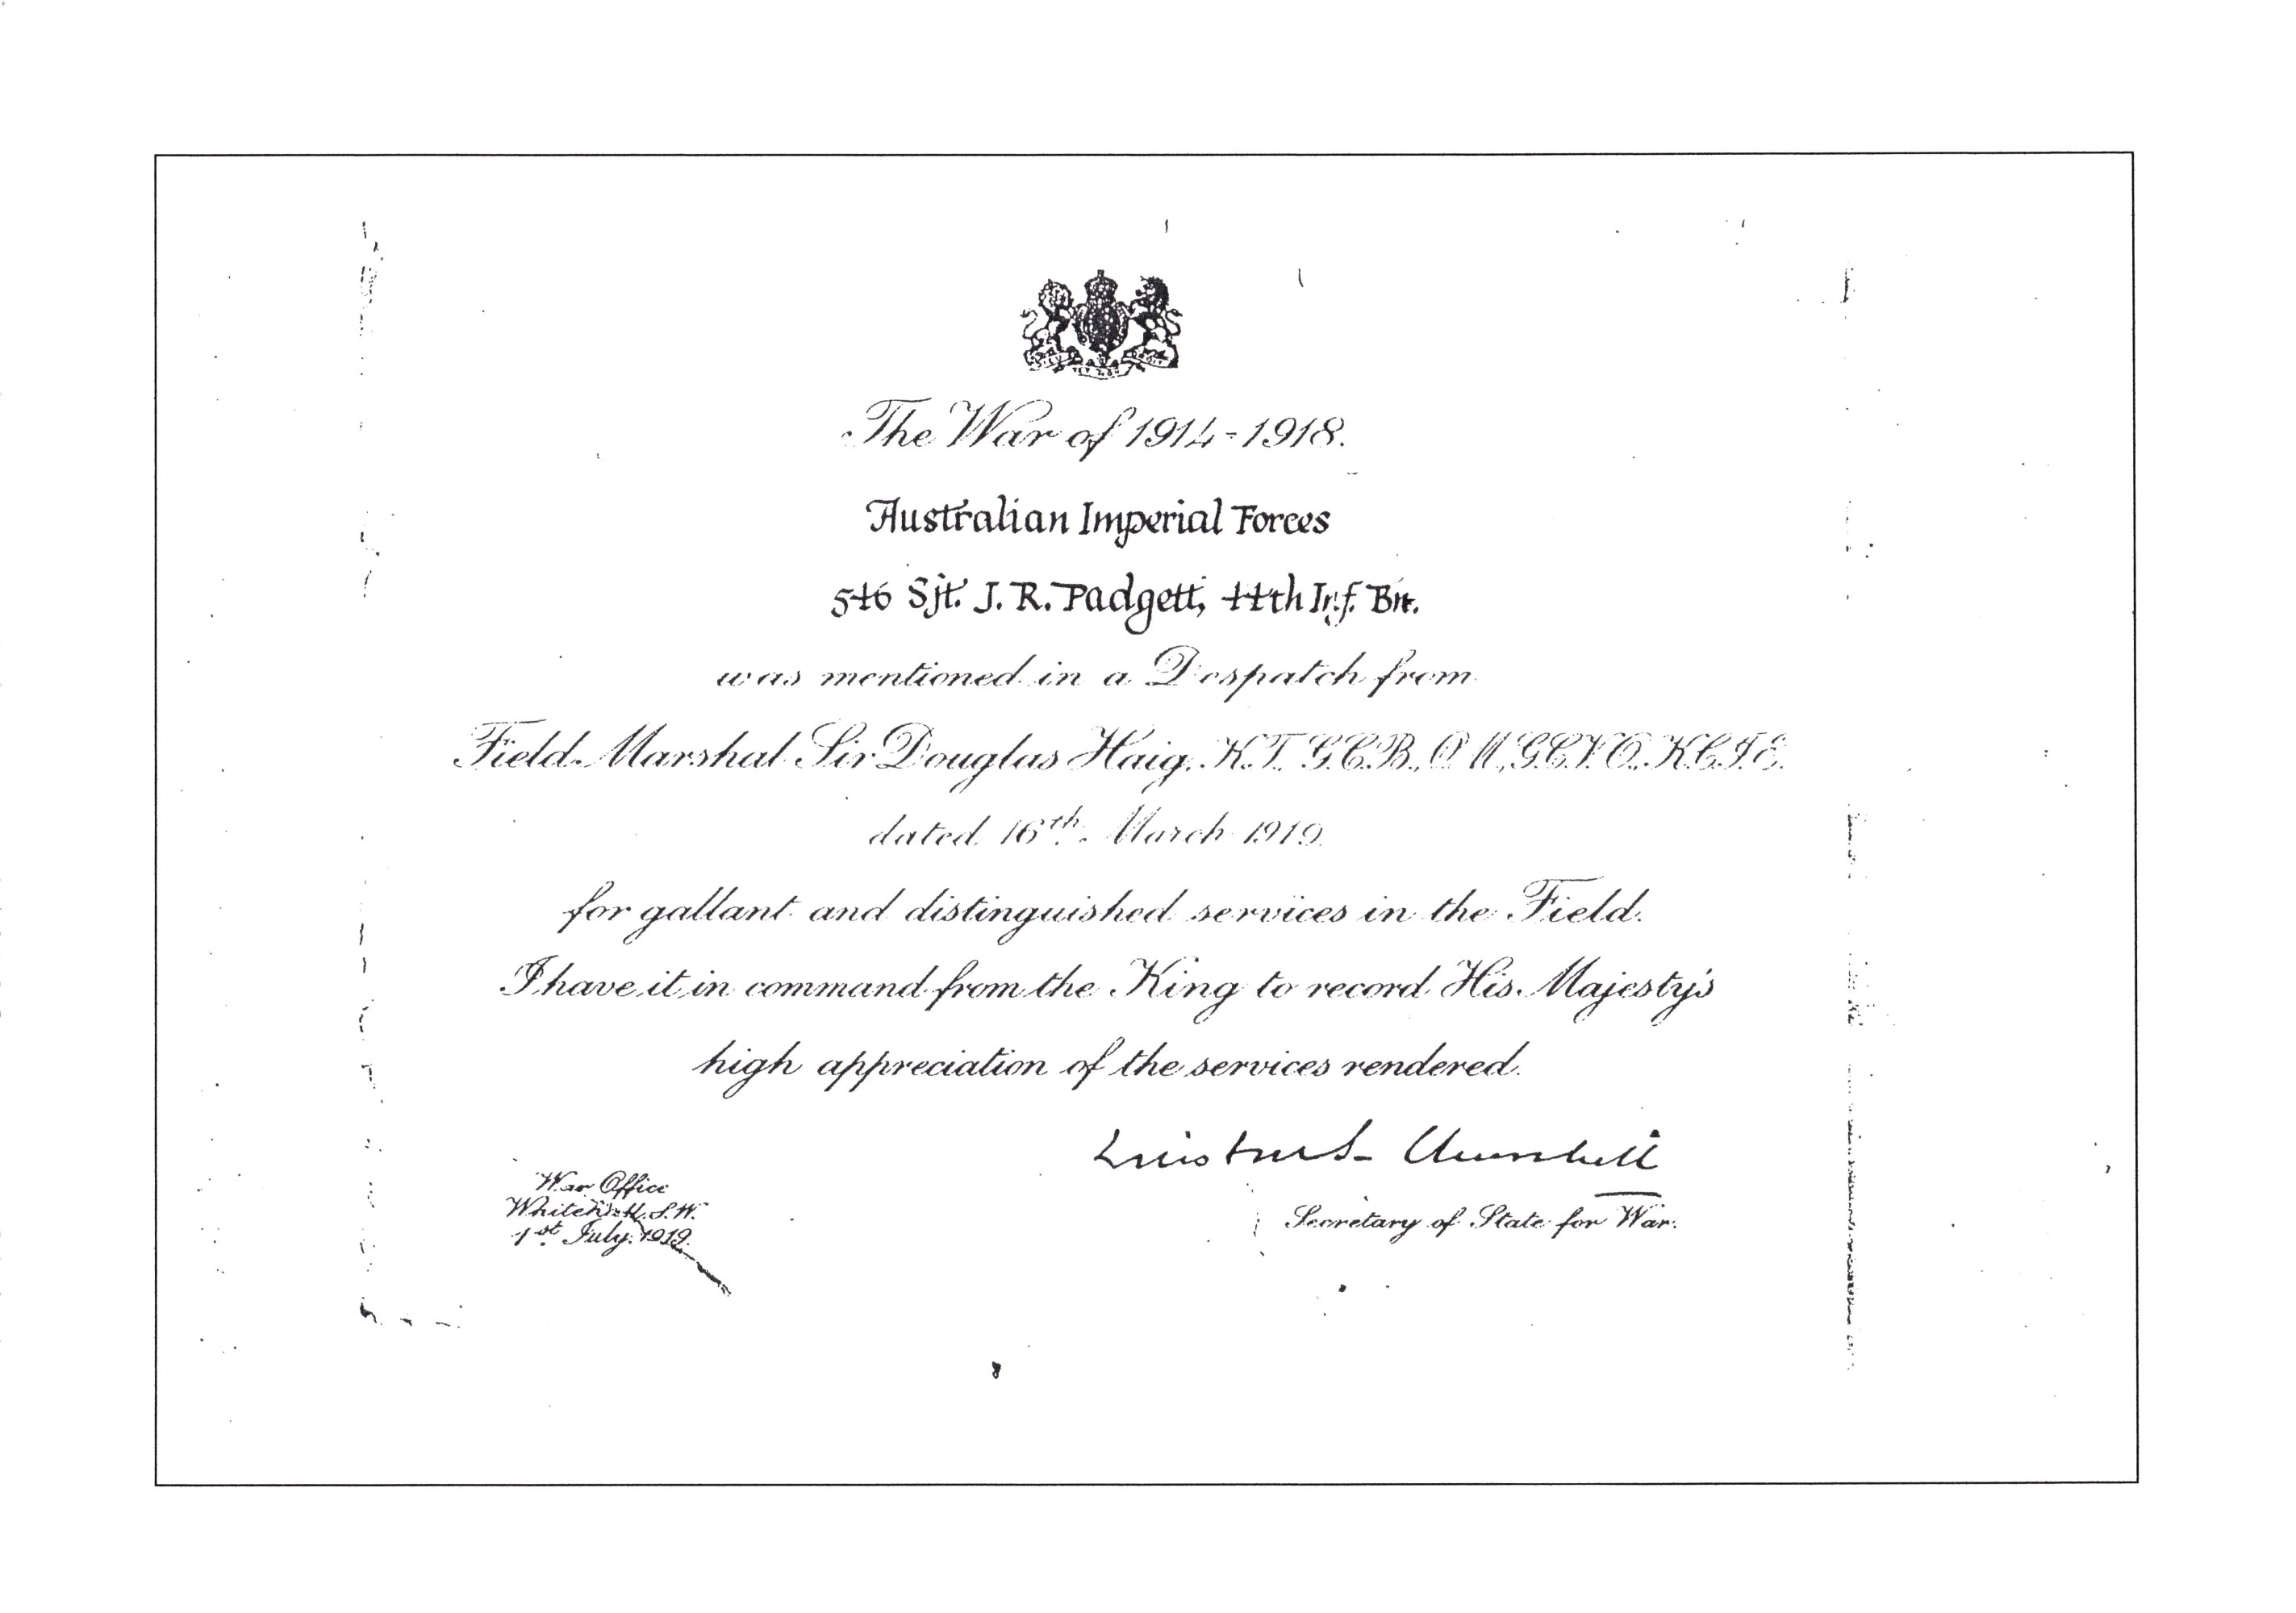 The War of 1914-1918.
Australian Imperial Forces
546 Sjt. J. R. Padgett, 44th Inf. Bn.
was mentioned in a Despatch from
Field Marshal Sir Douglas Haig, K.T. G.C.B., O.M., G.C.V.O., K.C.I.E.
dated 16th March 1919
for gallant and distinguished services in the Field.
I have it in command from the King to record His Majesty's
high appreciation of the services rendered.
Winston S. Churchill
Secretary of State for War.
War Office
Whitehall. S.W.
1st July 1919.